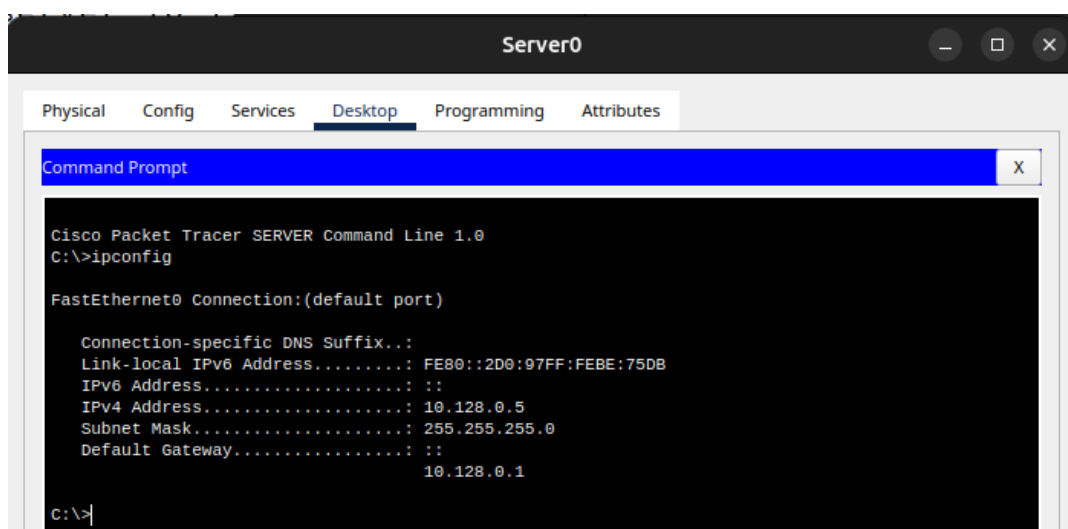 Server0
Physical Config Services Desktop Programming Attributes
Command Prompt X
Cisco Packet Tracer SERVER Command Line 1.0
C:\>ipconfig
FastEthernet0 Connection:(default port)
Connection-specific DNS Suffix..:
Link-local IPv6 Address.........: FE80::2D0:97FF:FEBE:75DB
IPv6 Address....................: ::
IPv4 Address....................: 10.128.0.5
Subnet Mask.....................: 255.255.255.0
Default Gateway.................: ::
10.128.0.1
C:\>